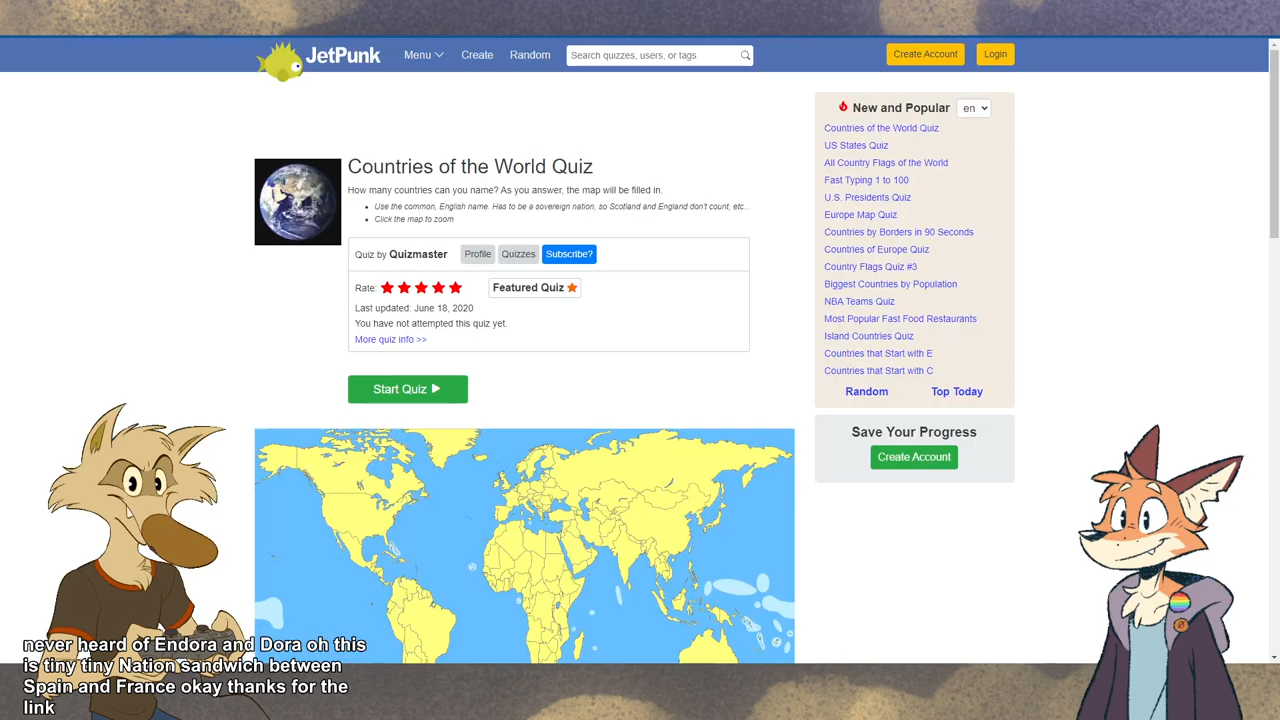 JetPunk
Menu Create Random Search quizzes, users, or tags Create Account Login
Countries of the World Quiz
How many countries can you name? As you answer, the map will be filled in.
Use the common, English name. Has to be a sovereign nation, so Scotland and England don't count, etc...
Click the map to zoom
Quiz by Quizmaster Profile Quizzes Subscribe?
Rate: Featured Quiz
Last updated: June 18, 2020
You have not attempted this quiz yet.
More quiz info >>
Start Quiz
New and Popular en
Countries of the World Quiz
US States Quiz
All Country Flags of the World
Fast Typing 1 to 100
U.S. Presidents Quiz
Europe Map Quiz
Countries by Borders in 90 Seconds
Countries of Europe Quiz
Country Flags Quiz #3
Biggest Countries by Population
NBA Teams Quiz
Most Popular Fast Food Restaurants
Island Countries Quiz
Countries that Start with E
Countries that Start with C
Random Top Today
Save Your Progress
Create Account
never heard of Endora and Dora oh this
is tiny tiny Nation sandwich between
Spain and France okay thanks for the
link